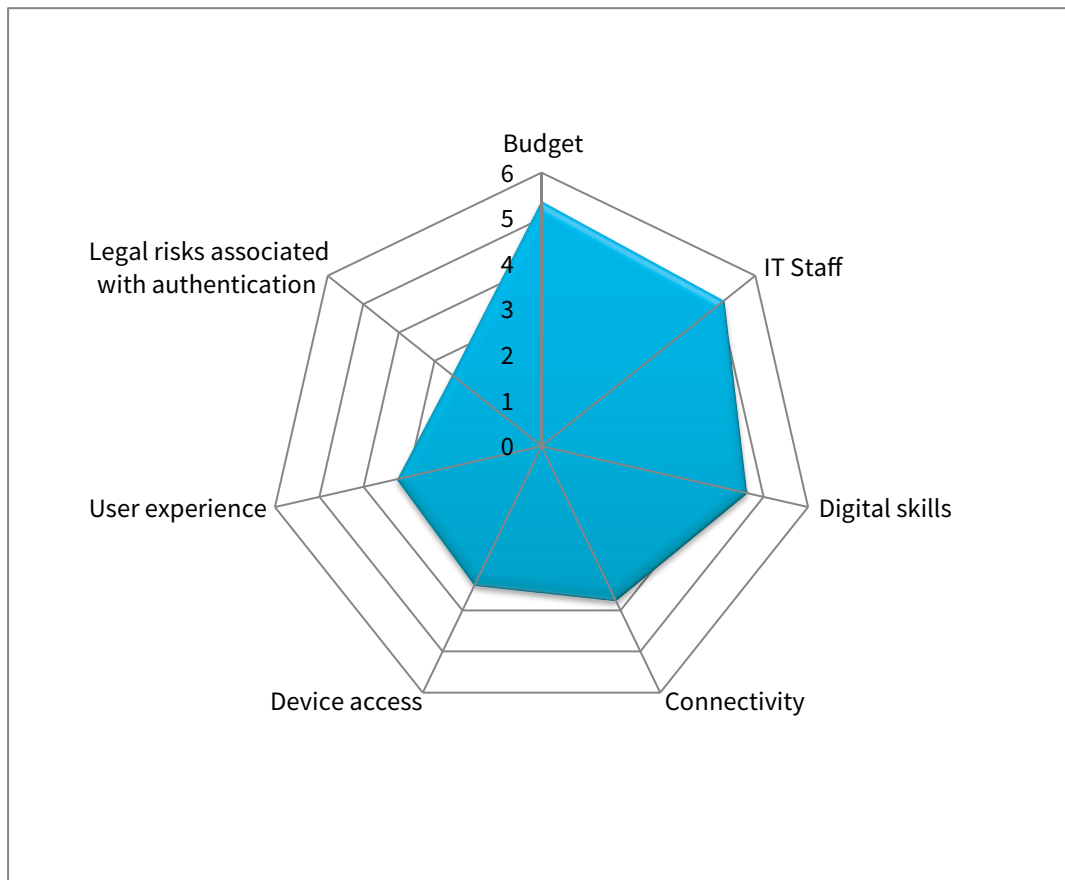 Budget
6
5
4
3
2
1
0
IT Staff
Digital skills
Connectivity
Device access
User experience
Legal risks associated
with authentication